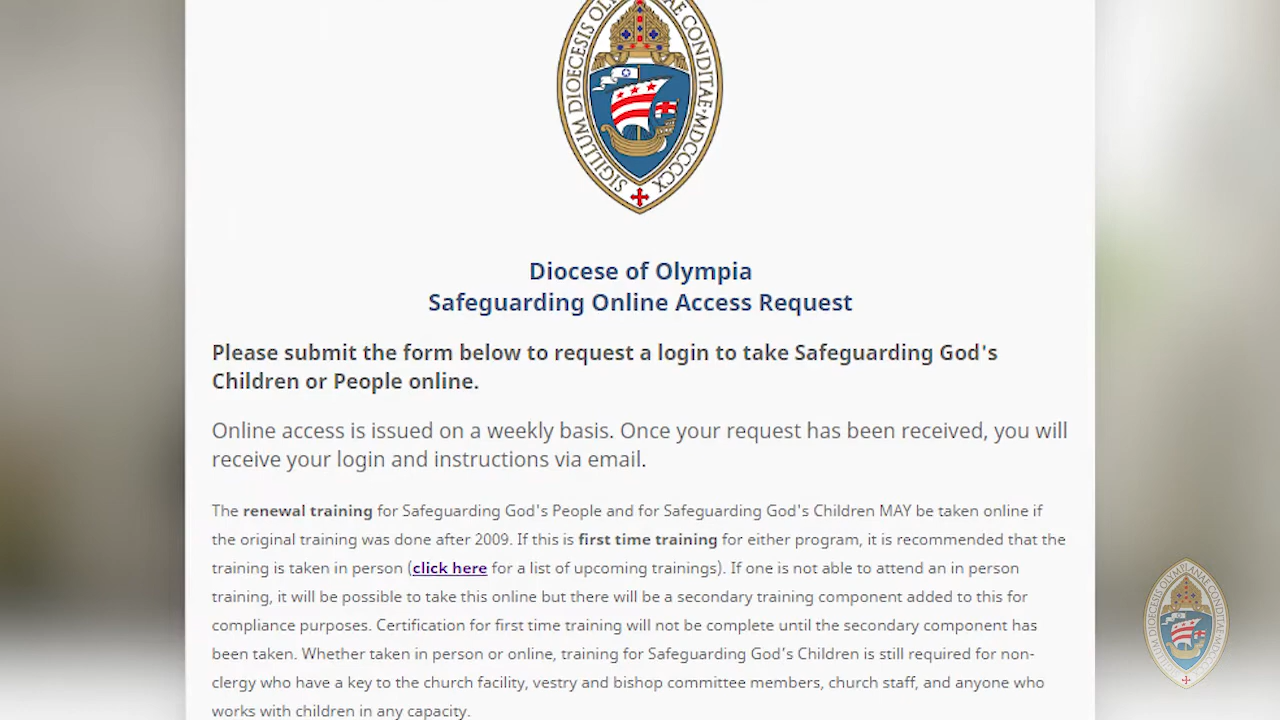 SIGILLUM DIOECESIS OL AE CONDITAE·MDCCCCX
Diocese of Olympia
Safeguarding Online Access Request
Please submit the form below to request a login to take Safeguarding God's
Children or People online.
Online access is issued on a weekly basis. Once your request has been received, you will
receive your login and instructions via email.
The renewal training for Safeguarding God's People and for Safeguarding God's Children MAY be taken online if
the original training was done after 2009. If this is first time training for either program, it is recommended that the
training is taken in person (click here for a list of upcoming trainings). If one is not able to attend an in person
training, it will be possible to take this online but there will be a secondary training component added to this for
compliance purposes. Certification for first time training will not be complete until the secondary component has
been taken. Whether taken in person or online, training for Safeguarding God's Children is still required for non-
clergy who have a key to the church facility, vestry and bishop committee members, church staff, and anyone who
works with children in any capacity.